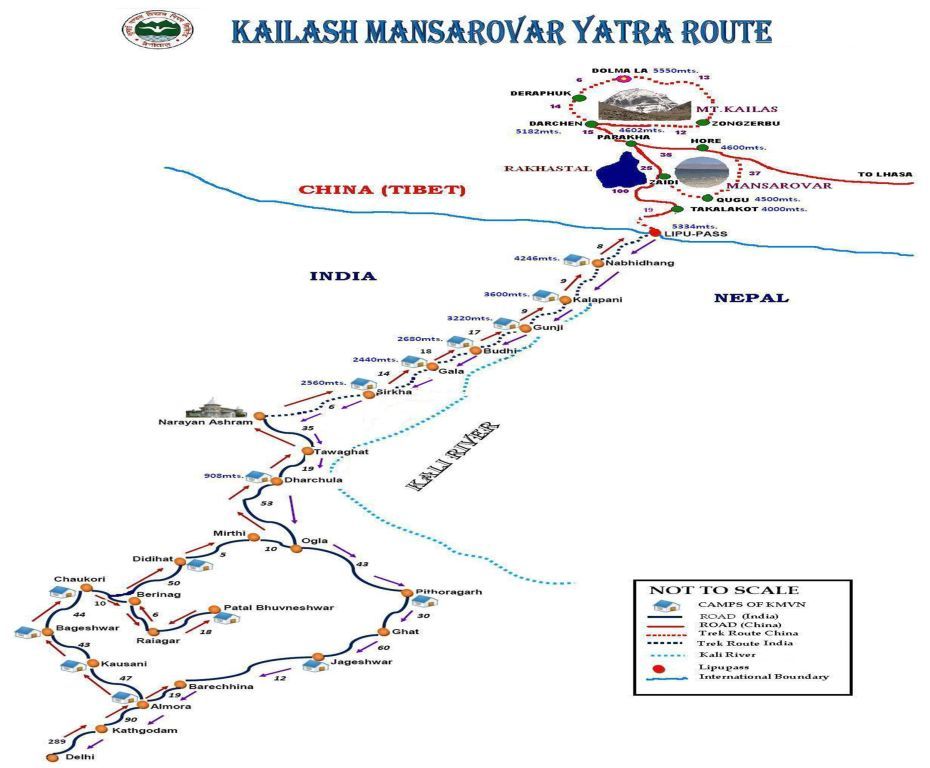 KAILASH MANSAROVAR YATRA ROUTE
DOLMA LA 5550mts.
6
13
DERAPHUK
14
MT.KAILAS
DARCHEN
5182mts.
15
4602mts.
12
ZONGZERBU
PARAKHA
HORE
4600mts.
36
RAKHASTAL
25
37
TO LHASA
ZAIDI
MANSAROVAR
100
QUGU 4500mts.
19
TAKALAKOT 4000mts.
CHINA (TIBET)
5334mts.
LIPU-PASS
8
4246mts.
Nabhidhang
INDIA
9
3600mts.
Kalapani
NEPAL
9
3220mts.
Gunji
17
2680mts.
Budhi
18
2440mts.
Gala
14
2560mts.
Sirkha
6
Narayan Ashram
35
KALI RIVER
Tawaghat
19
908mts.
Dharchula
53
Mirthi
Ogla
10
Didihat
5
43
Chaukori
50
Berinag
Pithoragarh
10
6
Patal Bhuvneshwar
44
30
Bageshwar
Raiagar
18
Ghat
43
60
Kausani
Jageshwar
47
12
Barechhina
19
Almora
90
Kathgodam
289
Delhi
NOT TO SCALE
CAMPS OF KMVN
ROAD (India)
ROAD (China)
Trek Route China
Trek Route India
Kali River
Lipupass
International Boundary